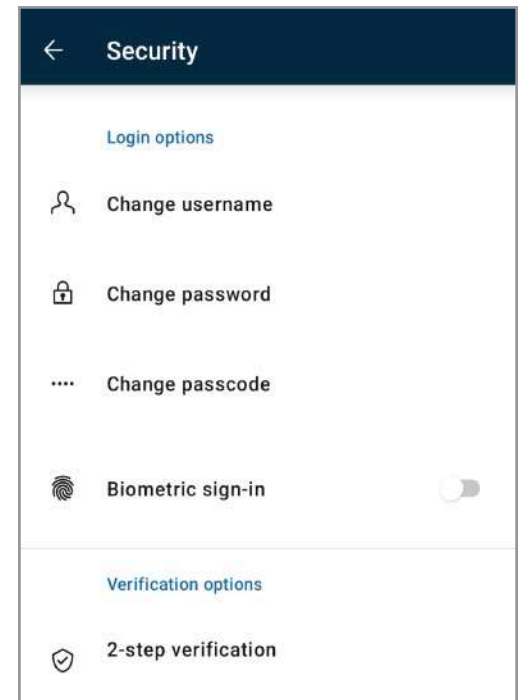 Security
Login options
Change username
Change password
Change passcode
Biometric sign-in
Verification options
2-step verification